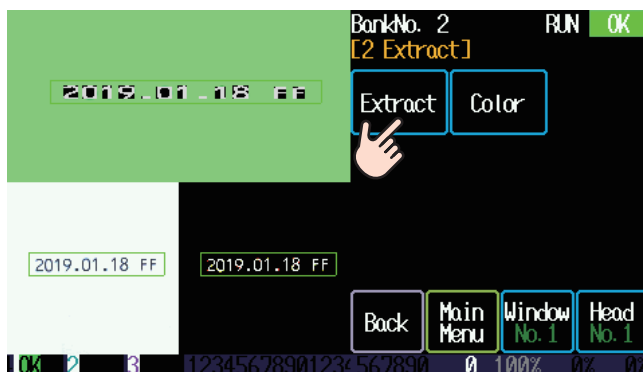 BankNo. 2 RUN OK
[2 Extract]
2019.01.18 FF
Extract Color
2019.01.18 FF
2019.01.18 FF
Back Main Menu Window No.1 Head No.1
OK 2 3 0 100% 0%